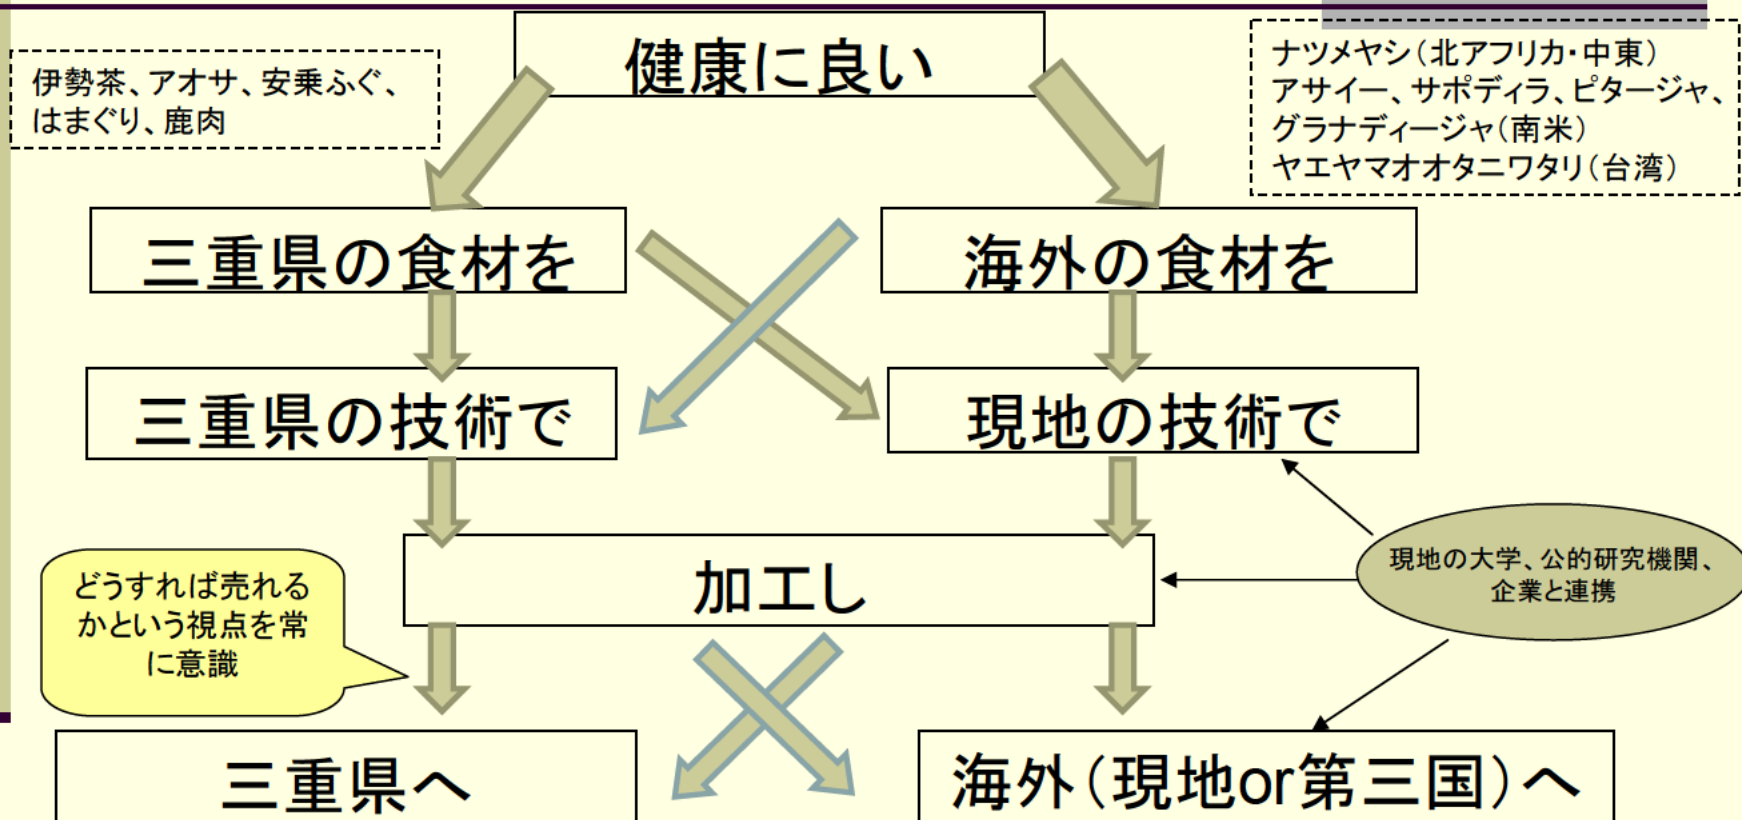 健康に良い
伊勢茶、アオサ、安乗ふぐ、
はまぐり、鹿肉
ナツメヤシ（北アフリカ・中東）
アサイー、サポディラ、ピタージャ、
グラナディージャ（南米）
ヤエヤマオオタニワタリ（台湾）
三重県の食材を
海外の食材を
三重県の技術で
現地の技術で
加工し
現地の大学、公的研究機関、
企業と連携
どうすれば売れる
かという視点を常
に意識
三重県へ
海外（現地or第三国）へ